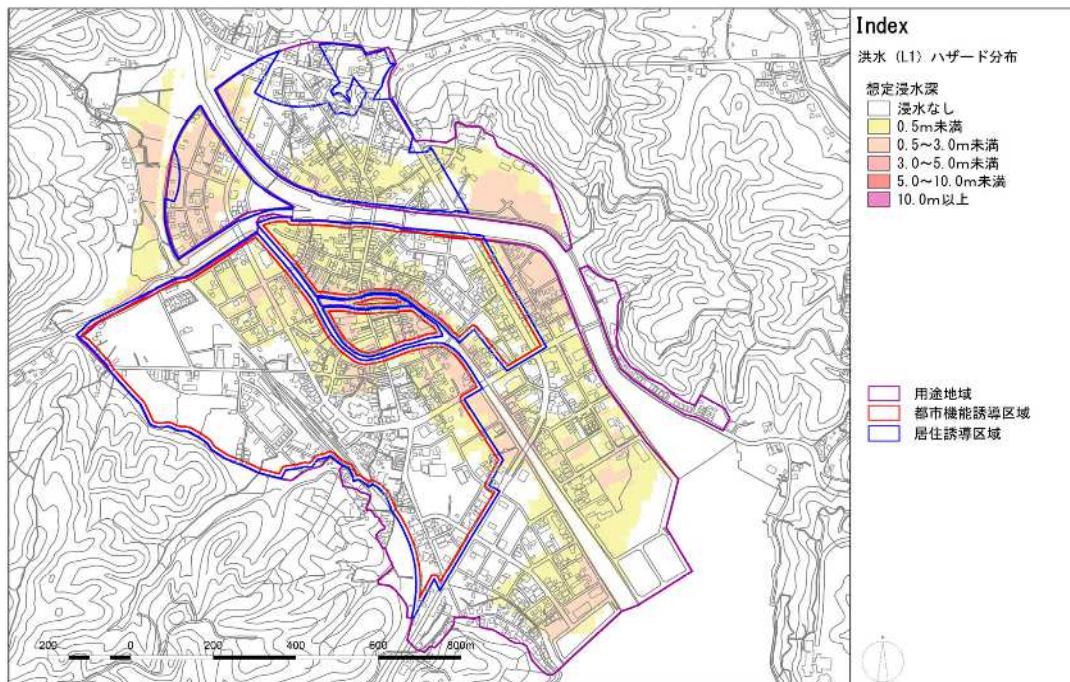 Index
洪水（L1）ハザード分布
想定浸水深
浸水なし
0.5m未満
0.5～3.0m未満
3.0～5.0m未満
5.0～10.0m未満
10.0m以上
用途地域
都市機能誘導区域
居住誘導区域
200 0 200 400 600 800m